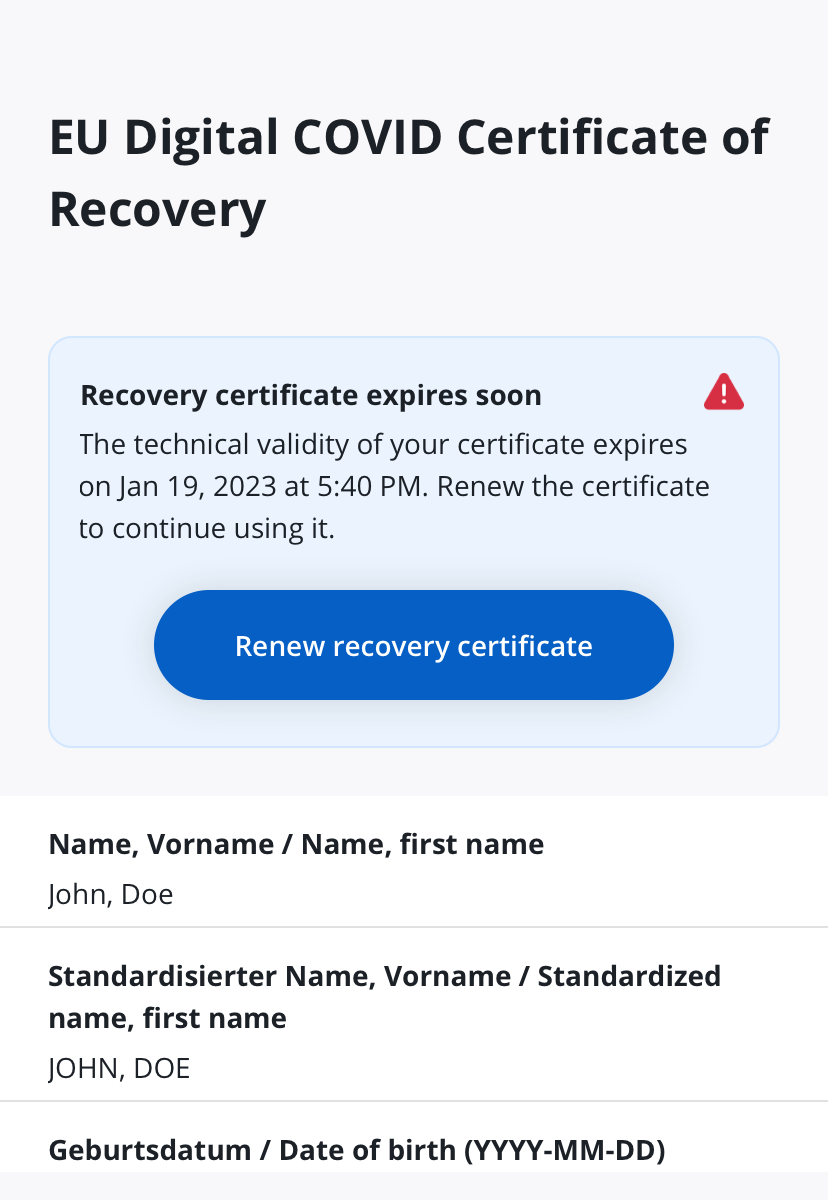 EU Digital COVID Certificate of
Recovery
Recovery certificate expires soon
The technical validity of your certificate expires
on Jan 19, 2023 at 5:40 PM. Renew the certificate
to continue using it.
Renew recovery certificate
Name, Vorname / Name, first name
John, Doe
Standardisierter Name, Vorname / Standardized
name, first name
JOHN, DOE
Geburtsdatum / Date of birth (YYYY-MM-DD)